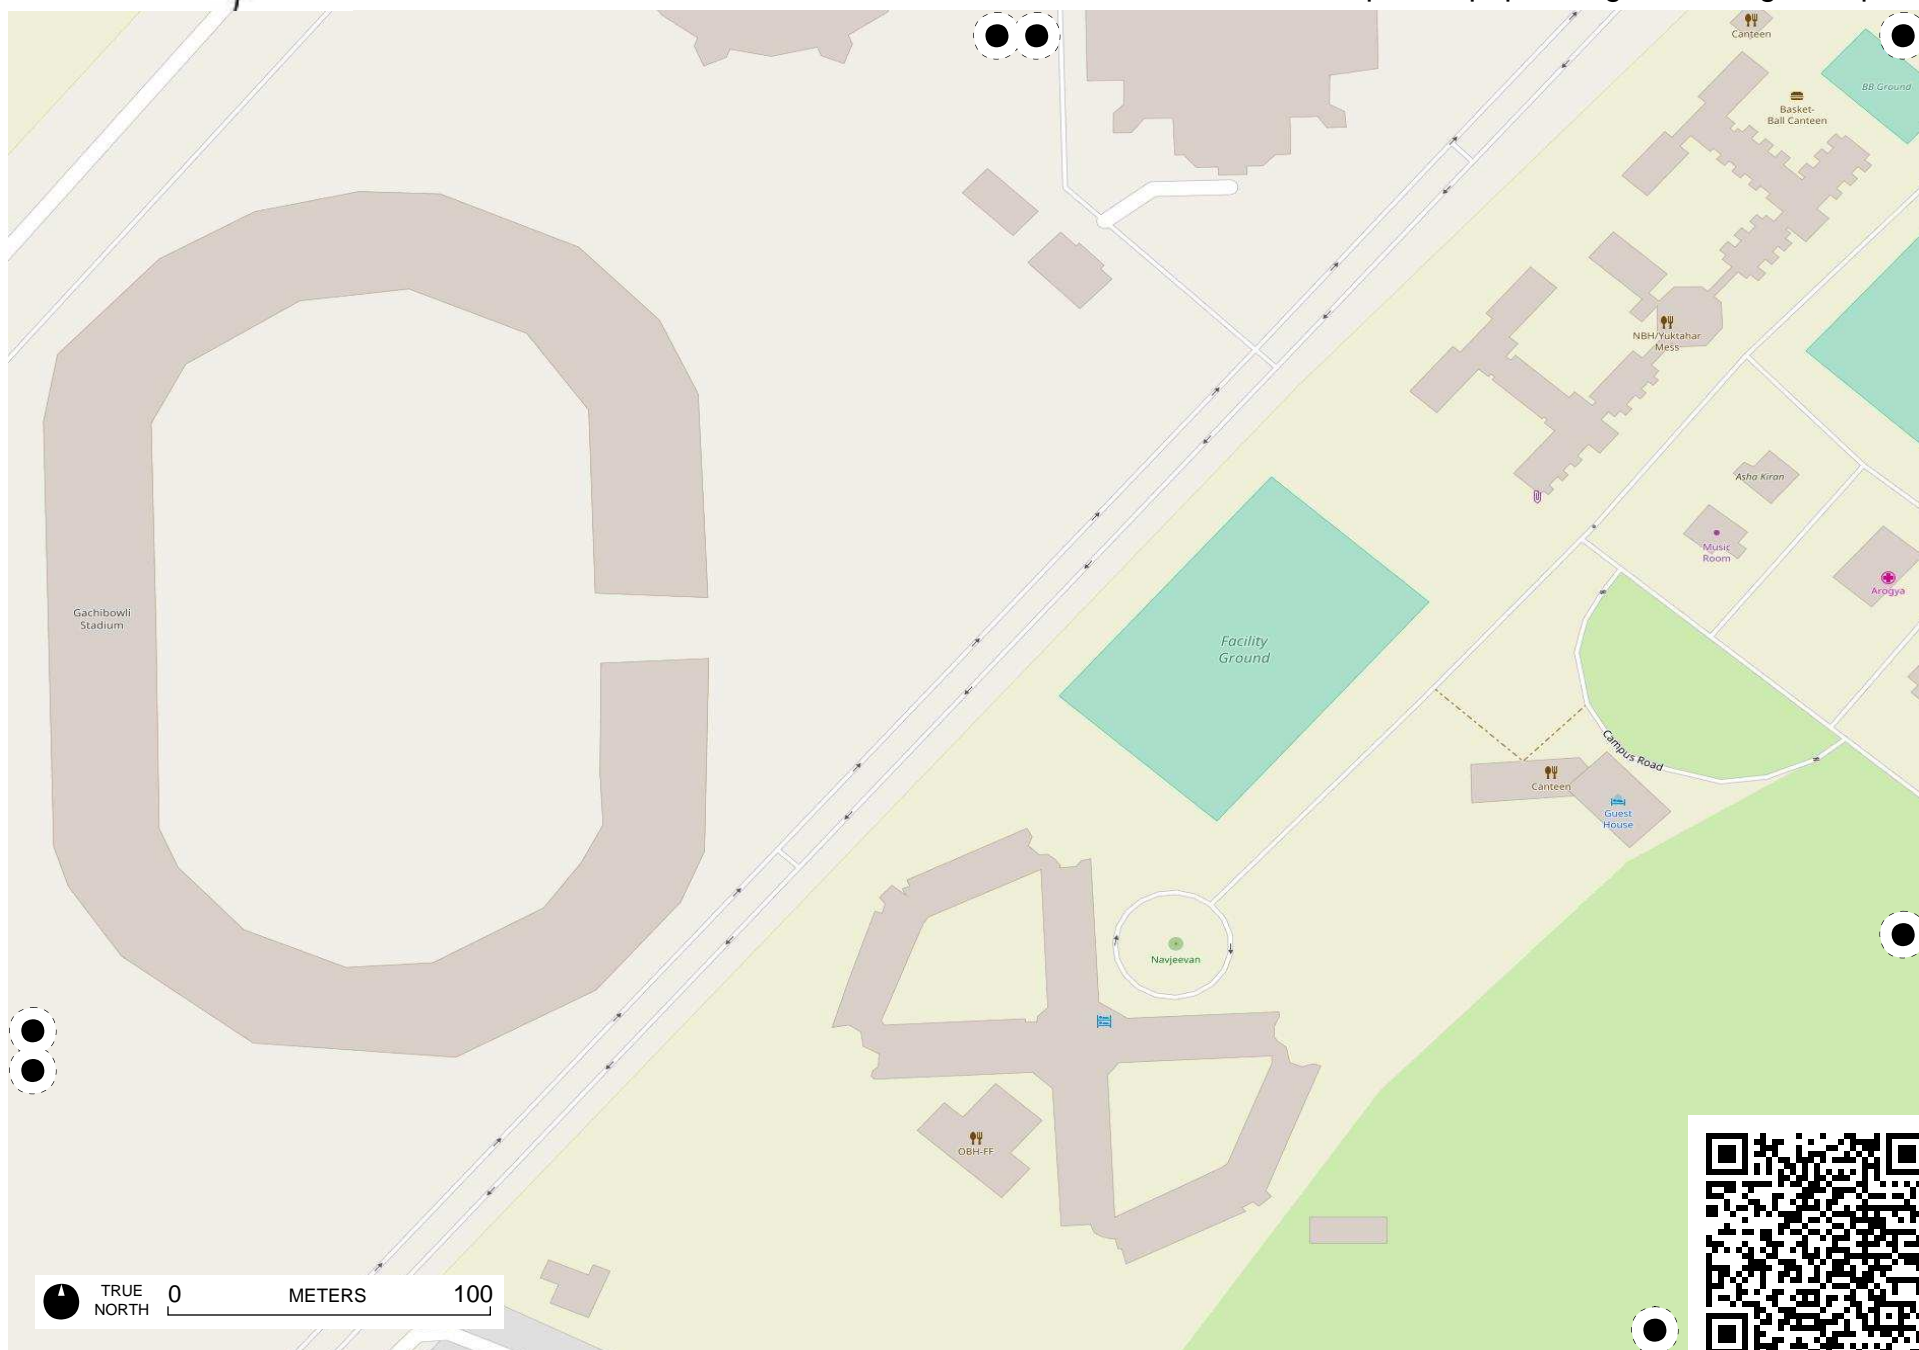 Canteen
BB Ground
Basket-
Ball Canteen
NBH/Yuktahar
Mess
Asha Kiran
Music
Room
Arogya
Gachibowli
Stadium
Facility
Ground
Campus Road
Canteen
Guest
House
Navjeevan
OBH-FF
TRUE
NORTH
0 METERS 100